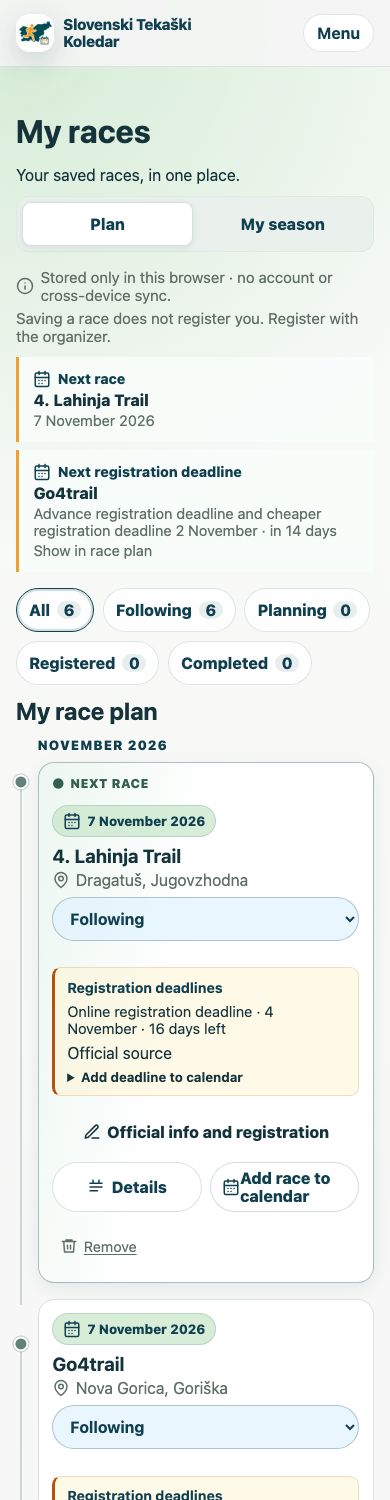 Slovenski Tekaški
Koledar
Menu
My races
Your saved races, in one place.
Plan
My season
Stored only in this browser · no account or
cross-device sync.
Saving a race does not register you. Register with
the organizer.
Next race
4. Lahinja Trail
7 November 2026
Next registration deadline
Go4trail
Advance registration deadline and cheaper
registration deadline 2 November · in 14 days
Show in race plan
All 6
Following 6
Planning 0
Registered 0
Completed 0
My race plan
NOVEMBER 2026
NEXT RACE
7 November 2026
4. Lahinja Trail
Dragatuš, Jugovzhodna
Following
Registration deadlines
Online registration deadline · 4
November · 16 days left
Official source
Add deadline to calendar
Official info and registration
Details
Add race to
calendar
Remove
7 November 2026
Go4trail
Nova Gorica, Goriška
Following
Registration deadlines